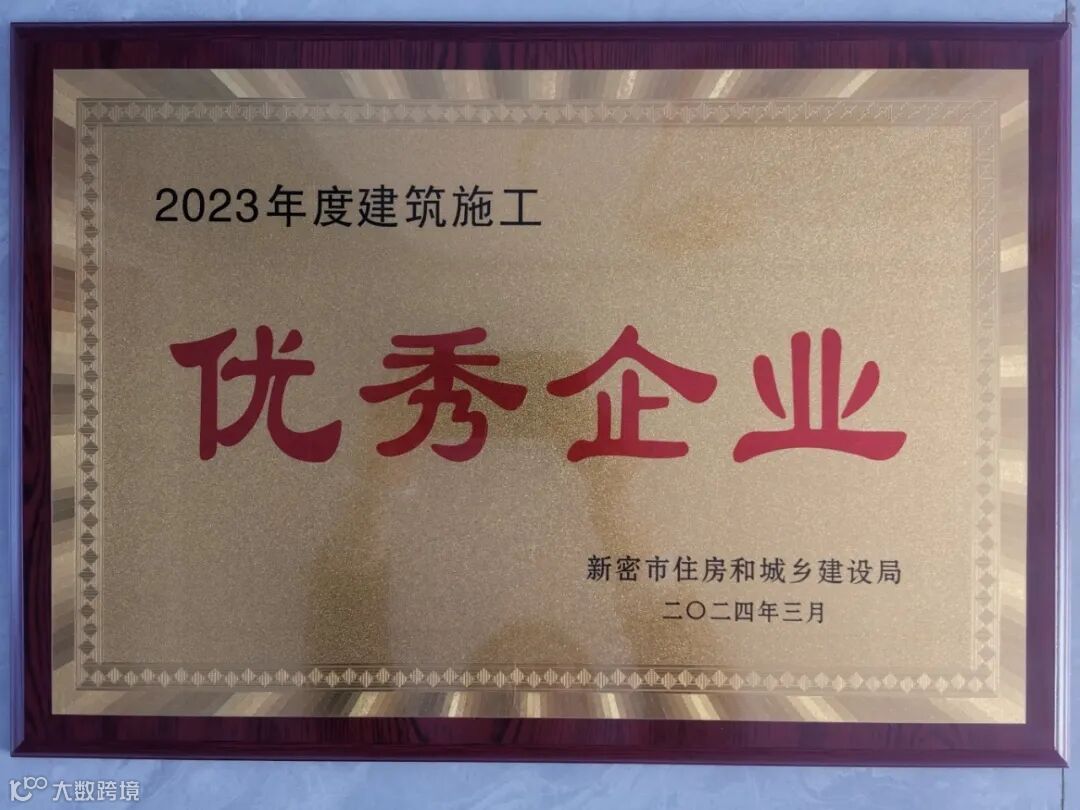 2023年度建筑施工
优秀企业
新密市住房和城乡建设局
二〇二四年三月
大数跨境